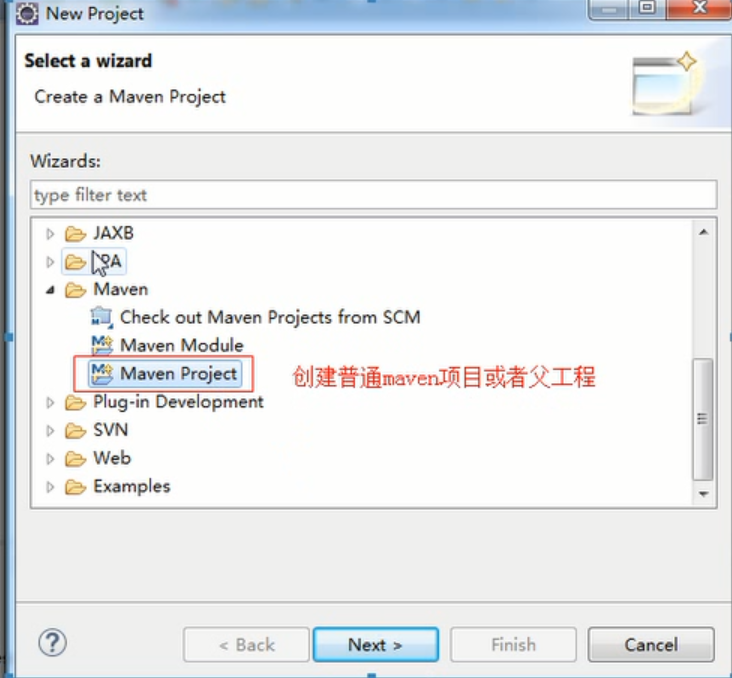 New Project
Select a wizard
Create a Maven Project
Wizards:
type filter text
JAXB
Maven
Check out Maven Projects from SCM
Maven Module
Maven Project 创建普通maven项目或者父工程
Plug-in Development
SVN
Web
Examples
< Back Next > Finish Cancel